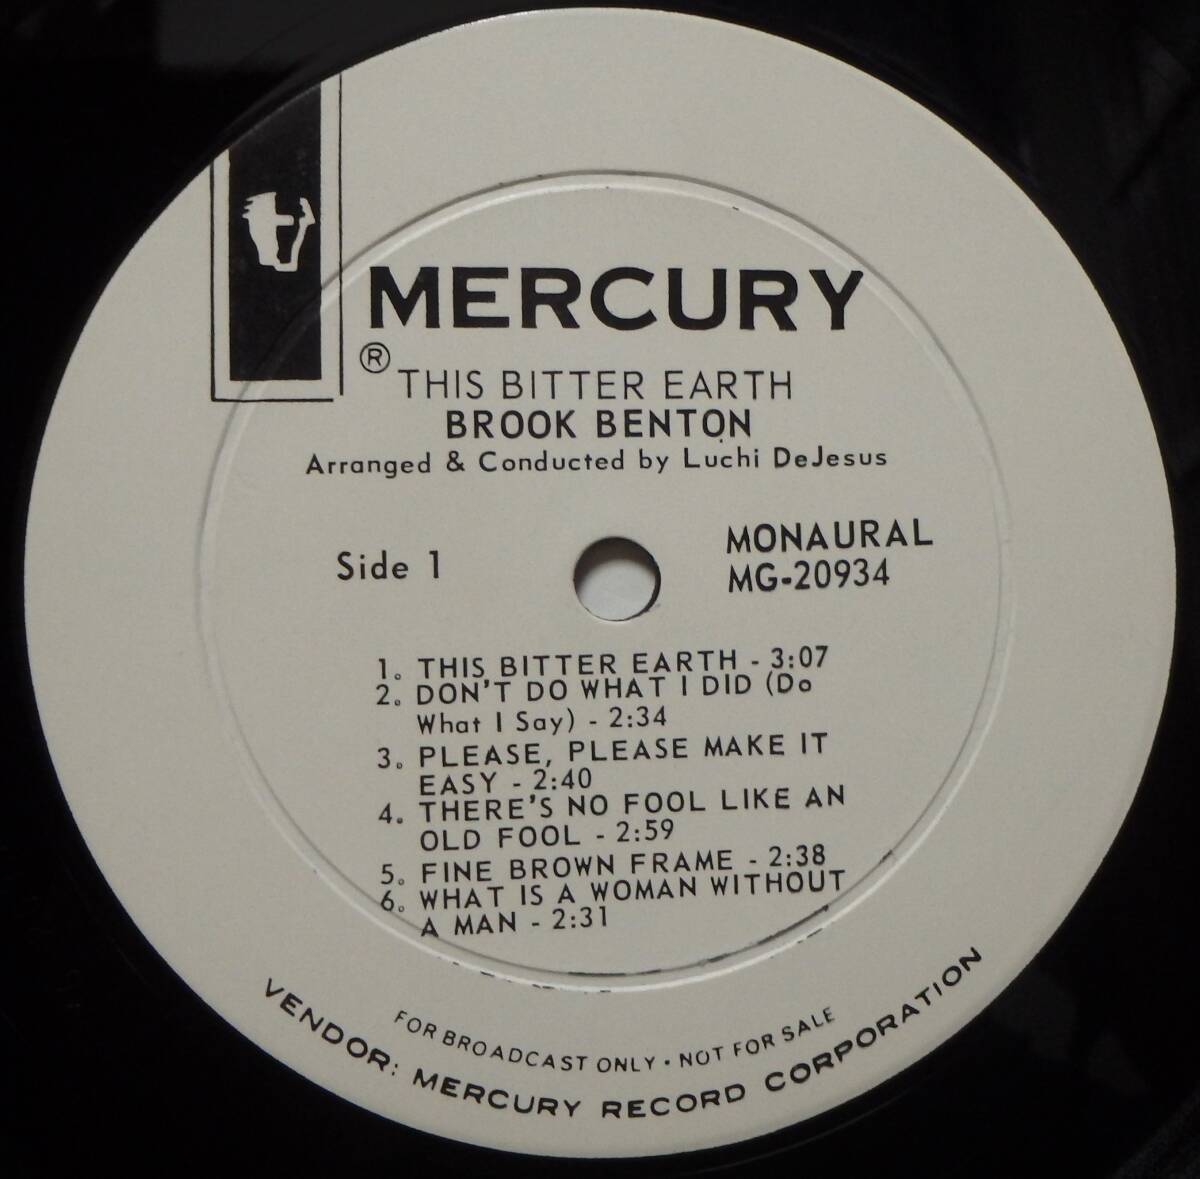 MERCURY
®
THIS BITTER EARTH
BROOK BENTON
Arranged & Conducted by Luchi DeJesus
Side 1
MONAURAL
MG-20934
1. THIS BITTER EARTH - 3:07
2. DON'T DO WHAT I DID (Do
What I Say) - 2:34
3. PLEASE, PLEASE MAKE IT
EASY - 2:40
4. THERE'S NO FOOL LIKE AN
OLD FOOL - 2:59
5. FINE BROWN FRAME - 2:38
6. WHAT IS A WOMAN WITHOUT
A MAN - 2:31
FOR BROADCAST ONLY • NOT FOR SALE
VENDOR: MERCURY RECORD CORPORATION